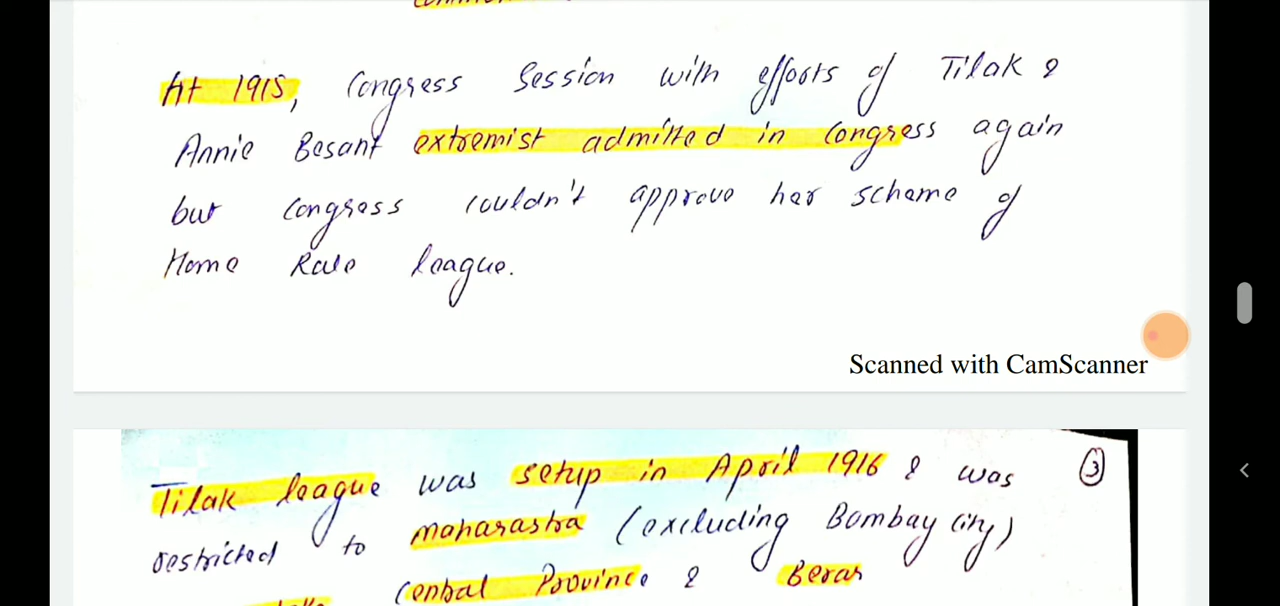 At 1915, Congress Session with efforts of Tilak &
Annie Besant extremist admitted in Congress again
but Congress couldn't approve her scheme of
Home Rule league.
Scanned with CamScanner
Tilak league was setup in April 1916 & was
3
restricted to maharastra (excluding Bombay City)
Central Province & Berar